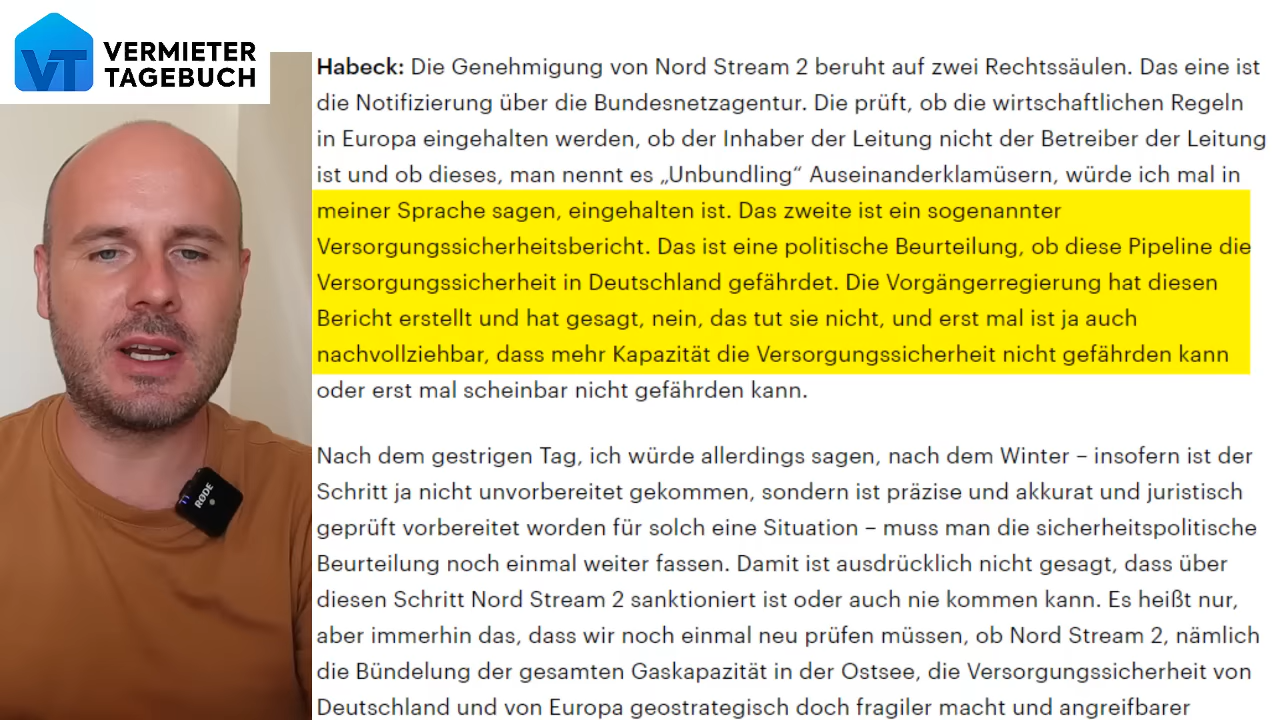 VT VERMIETER
TAGEBUCH
RØDE
Habeck: Die Genehmigung von Nord Stream 2 beruht auf zwei Rechtssäulen. Das eine ist
die Notifizierung über die Bundesnetzagentur. Die prüft, ob die wirtschaftlichen Regeln
in Europa eingehalten werden, ob der Inhaber der Leitung nicht der Betreiber der Leitung
ist und ob dieses, man nennt es „Unbundling“ Auseinanderklamüsern, würde ich mal in
meiner Sprache sagen, eingehalten ist. Das zweite ist ein sogenannter
Versorgungssicherheitsbericht. Das ist eine politische Beurteilung, ob diese Pipeline die
Versorgungssicherheit in Deutschland gefährdet. Die Vorgängerregierung hat diesen
Bericht erstellt und hat gesagt, nein, das tut sie nicht, und erst mal ist ja auch
nachvollziehbar, dass mehr Kapazität die Versorgungssicherheit nicht gefährden kann
oder erst mal scheinbar nicht gefährden kann.
Nach dem gestrigen Tag, ich würde allerdings sagen, nach dem Winter – insofern ist der
Schritt ja nicht unvorbereitet gekommen, sondern ist präzise und akkurat und juristisch
geprüft vorbereitet worden für solch eine Situation – muss man die sicherheitspolitische
Beurteilung noch einmal weiter fassen. Damit ist ausdrücklich nicht gesagt, dass über
diesen Schritt Nord Stream 2 sanktioniert ist oder auch nie kommen kann. Es heißt nur,
aber immerhin das, dass wir noch einmal neu prüfen müssen, ob Nord Stream 2, nämlich
die Bündelung der gesamten Gaskapazität in der Ostsee, die Versorgungssicherheit von
Deutschland und von Europa geostrategisch doch fragiler macht und angreifbarer